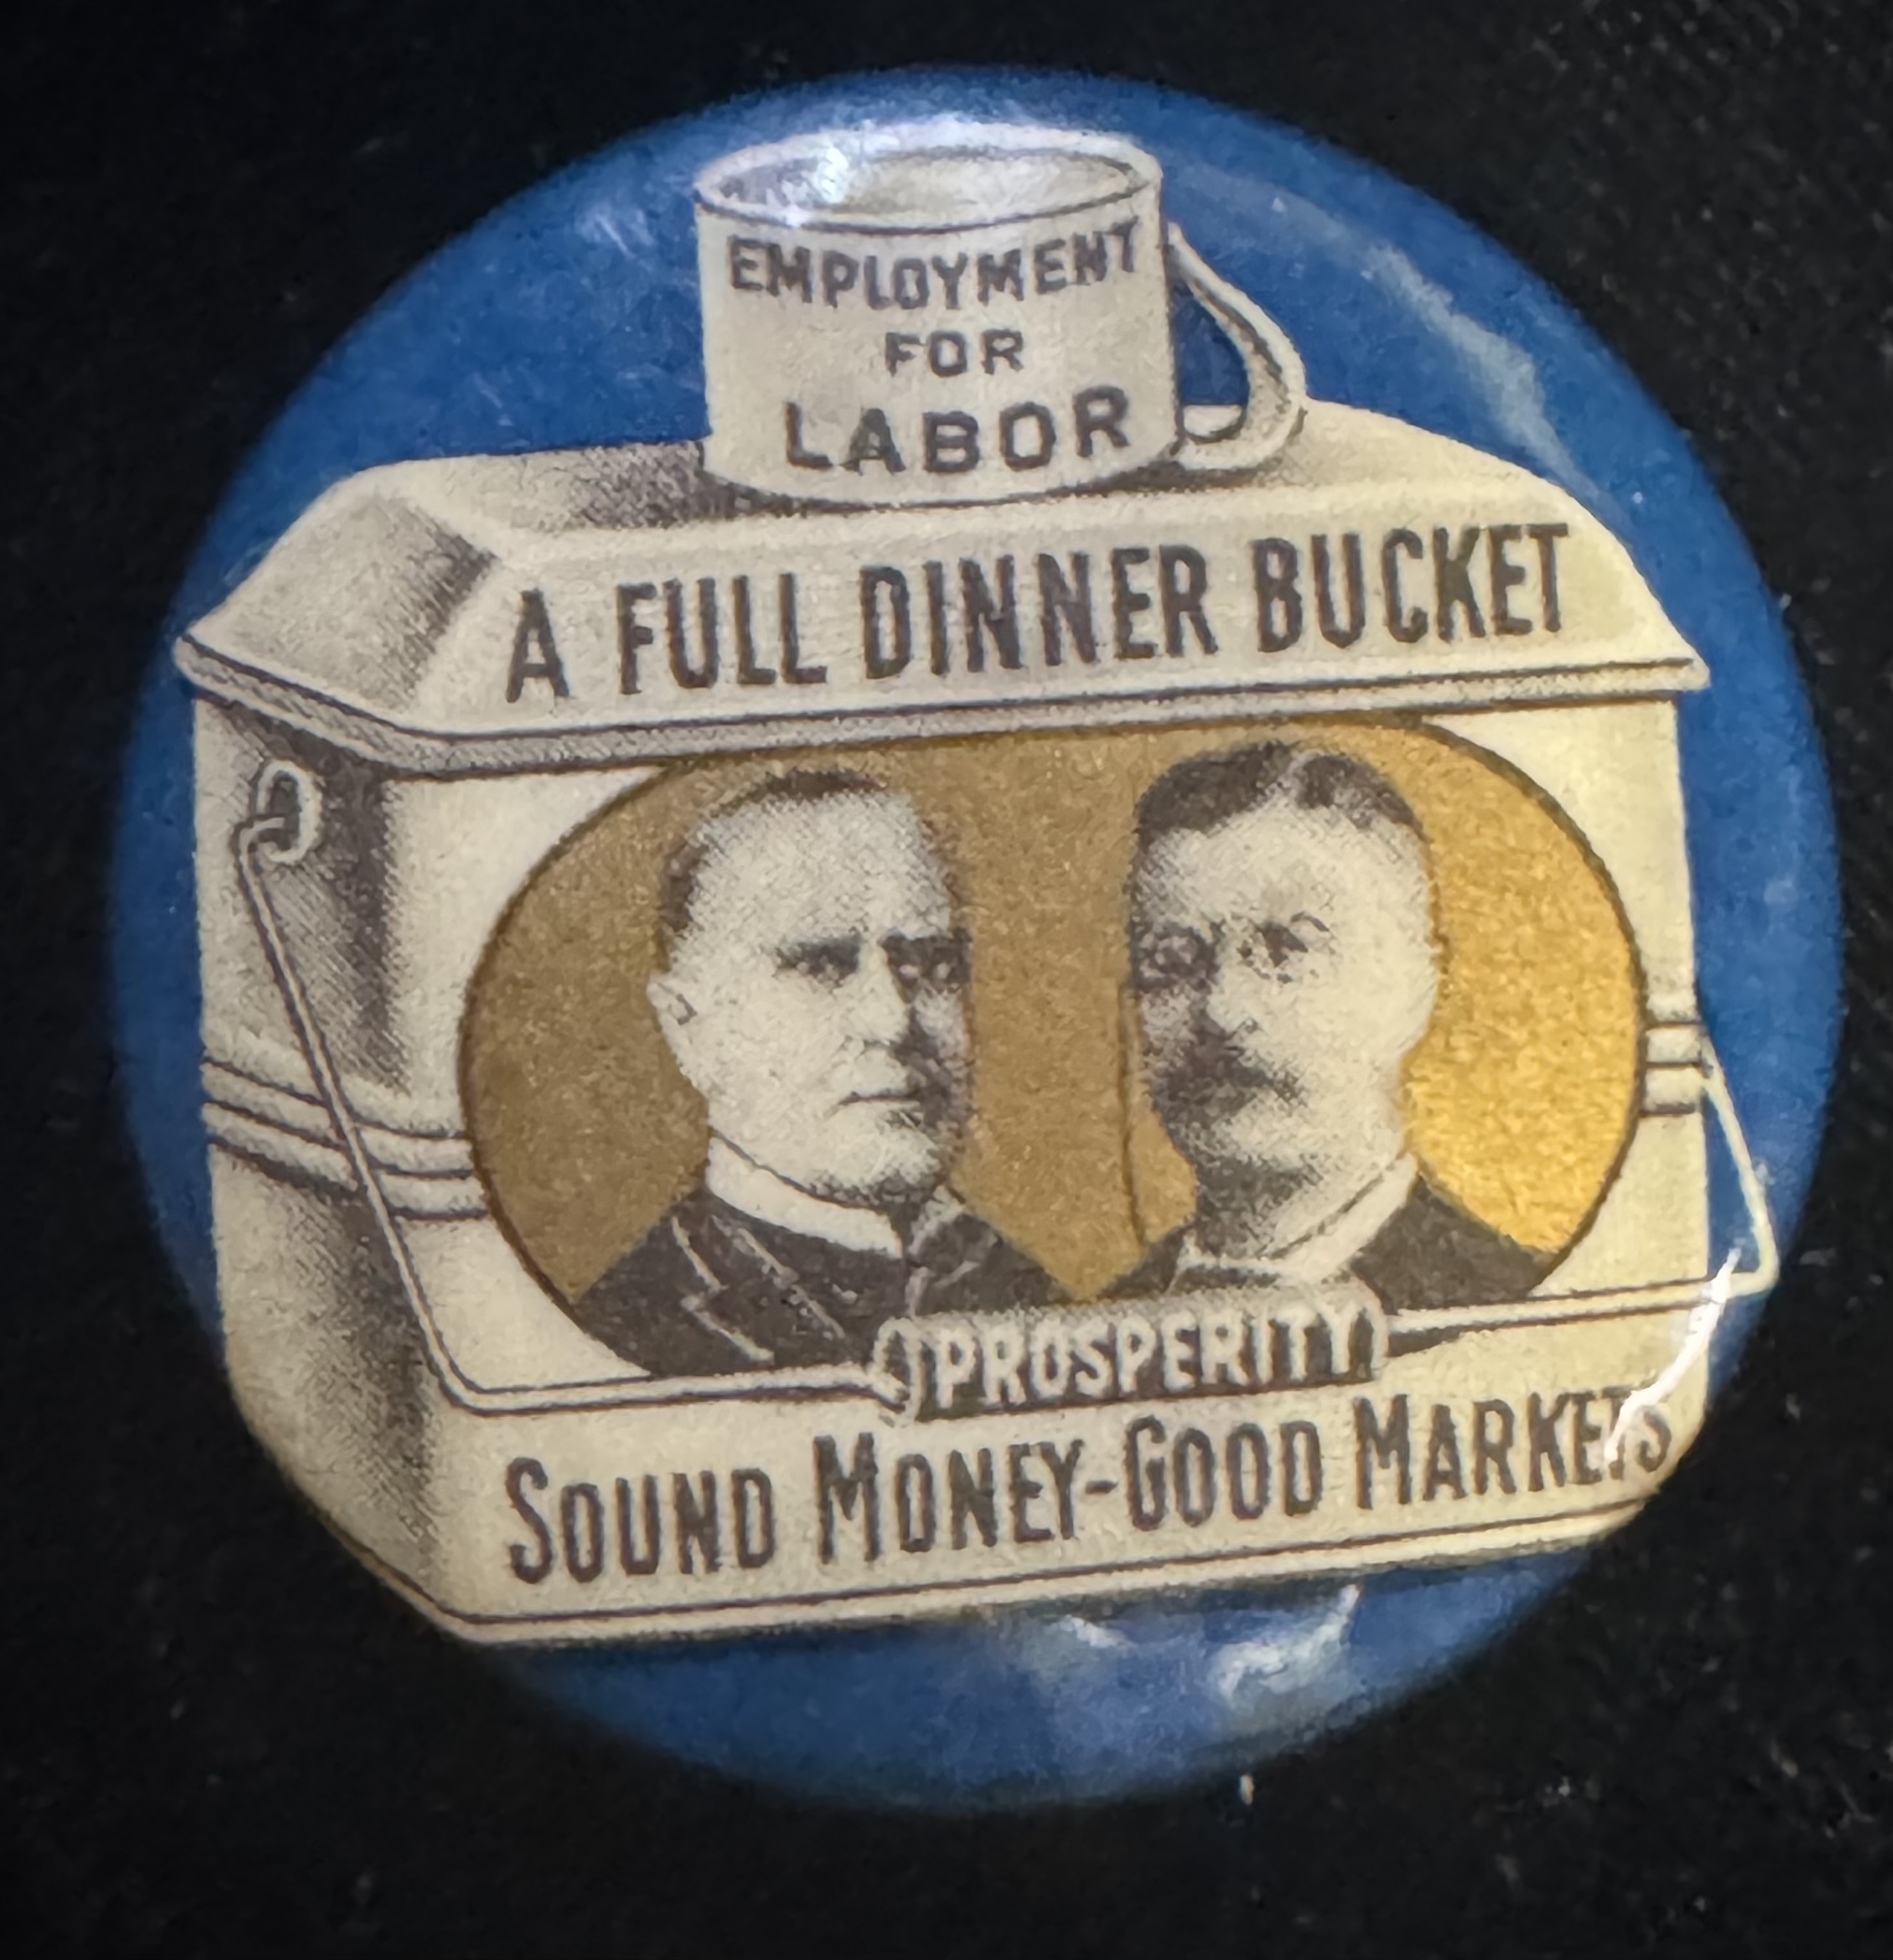 EMPLOYMENT
FOR
LABOR
A FULL DINNER BUCKET
PROSPERITY
SOUND MONEY-GOOD MARKETS